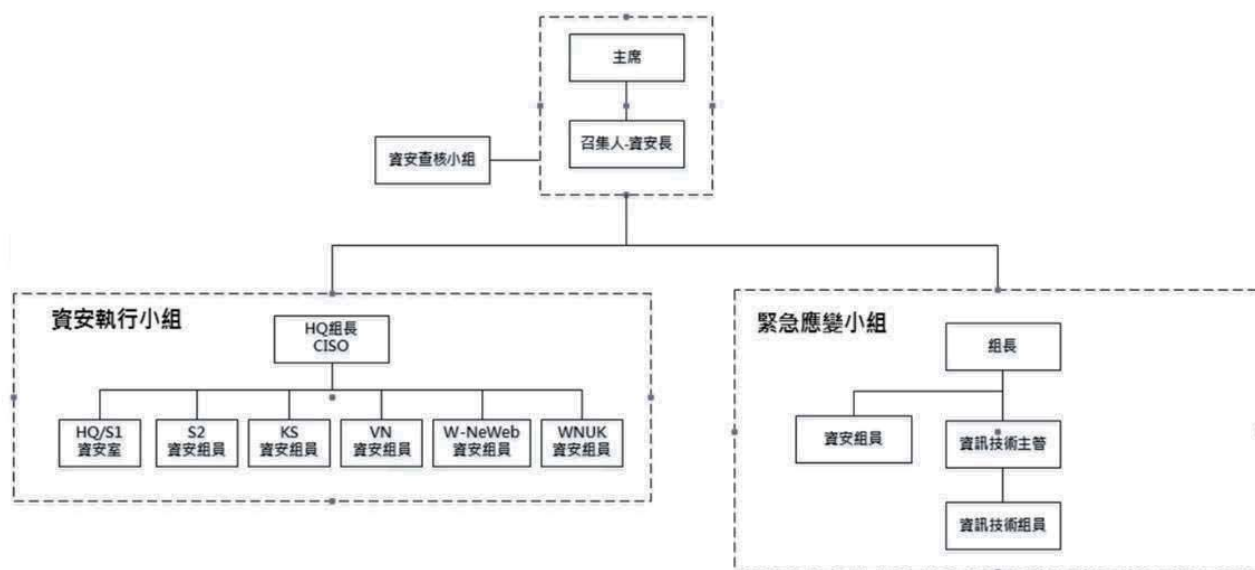 主席
召集人-資安長
資安查核小組
資安執行小組
HQ組長
CISO
HQ/S1
資安室
S2
資安組員
KS
資安組員
VN
資安組員
W-NeWeb
資安組員
WNUK
資安組員
緊急應變小組
組長
資安組員
資訊技術主管
資訊技術組員